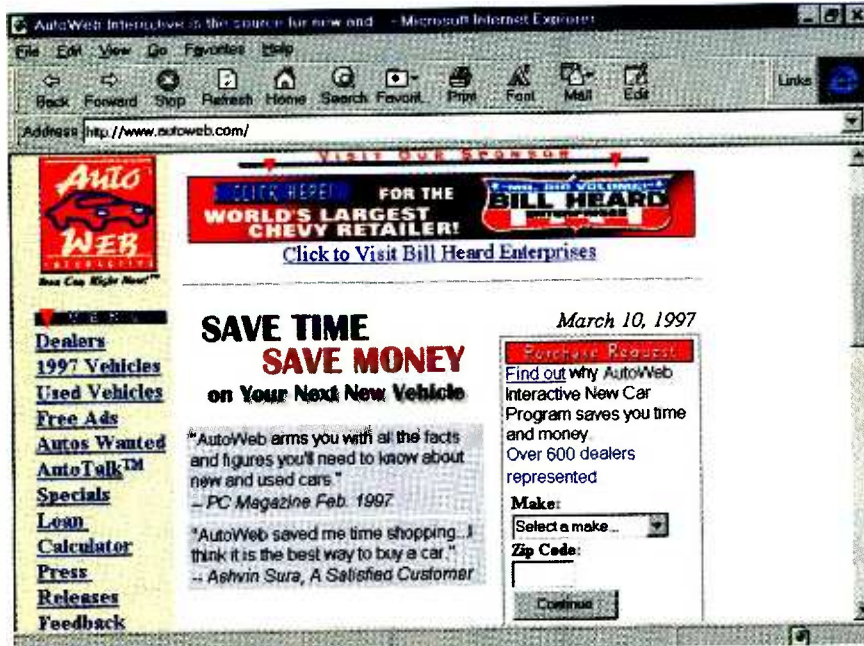 AutoWeb Interactive is the source for new and - Microsoft Internet Explorer
File Edit View Go Favorites Help
Back Forward Stop Refresh Home Search Favorit.. Print Font Mail Edit
Links
Address http://www.autoweb.com/
VISIT OUR SPONSOR
Auto
WEB
INTERACTIVE
CLICK HERE! FOR THE
WORLD'S LARGEST
CHEVY RETAILER!
MR. BIG VOLUME!
BILL HEARD
ENTERPRISES
Click to Visit Bill Heard Enterprises
Dealers
1997 Vehicles
Used Vehicles
Free Ads
Autos Wanted
AutoTalk™
Specials
Loan
Calculator
Press
Releases
Feedback
SAVE TIME
SAVE MONEY
on Your Next New Vehicle
"AutoWeb arms you with all the facts
and figures you'll need to know about
new and used cars."
-- PC Magazine Feb. 1997
"AutoWeb saved me time shopping...I
think it is the best way to buy a car."
-- Ashvin Sura, A Satisfied Customer
March 10, 1997
Purchase Request
Find out why AutoWeb
Interactive New Car
Program saves you time
and money.
Over 600 dealers
represented
Make:
Select a make...
Zip Code:
Continue